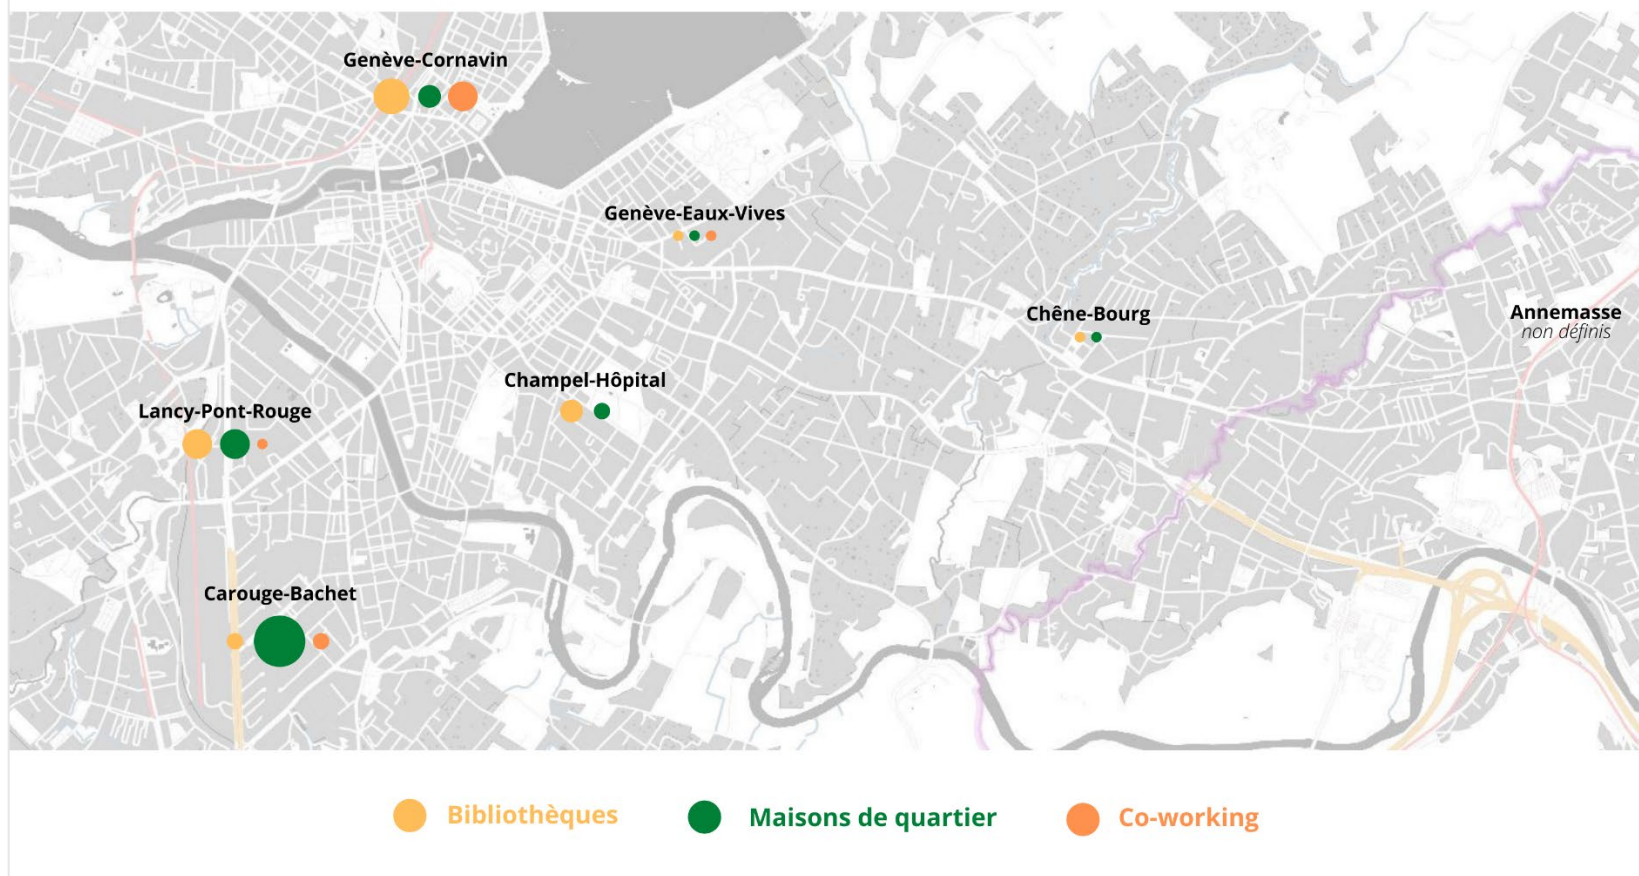 Genève-Cornavin
Genève-Eaux-Vives
Chêne-Bourg
Annemasse
non définis
Champel-Hôpital
Lancy-Pont-Rouge
Carouge-Bachet
Bibliothèques
Maisons de quartier
Co-working